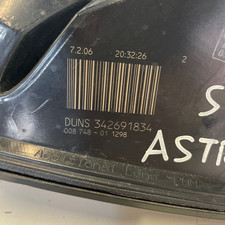 7.2.06 20:32:26 2
DUNS 342691834
008 748 - 01 1298
S
ASTR